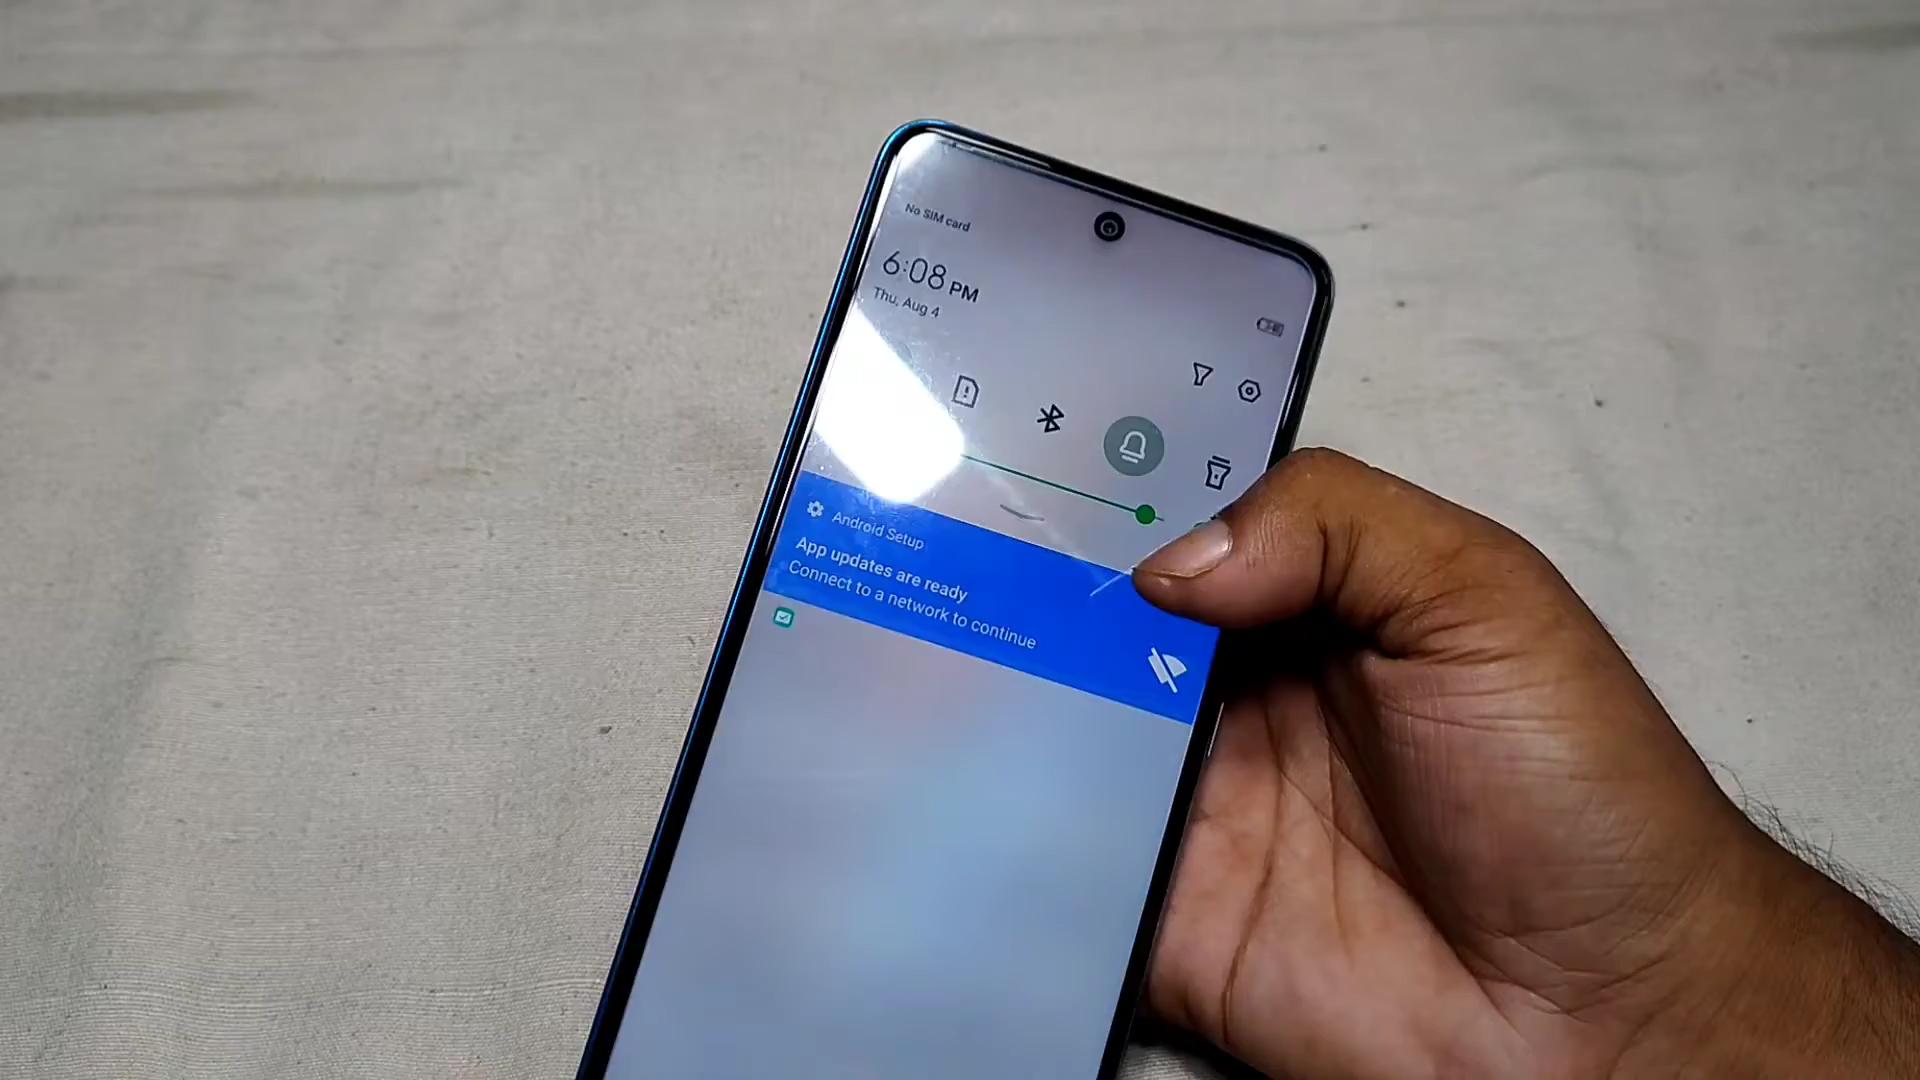 No SIM card
6:08 PM
Thu, Aug 4
Android Setup
App updates are ready
Connect to a network to continue